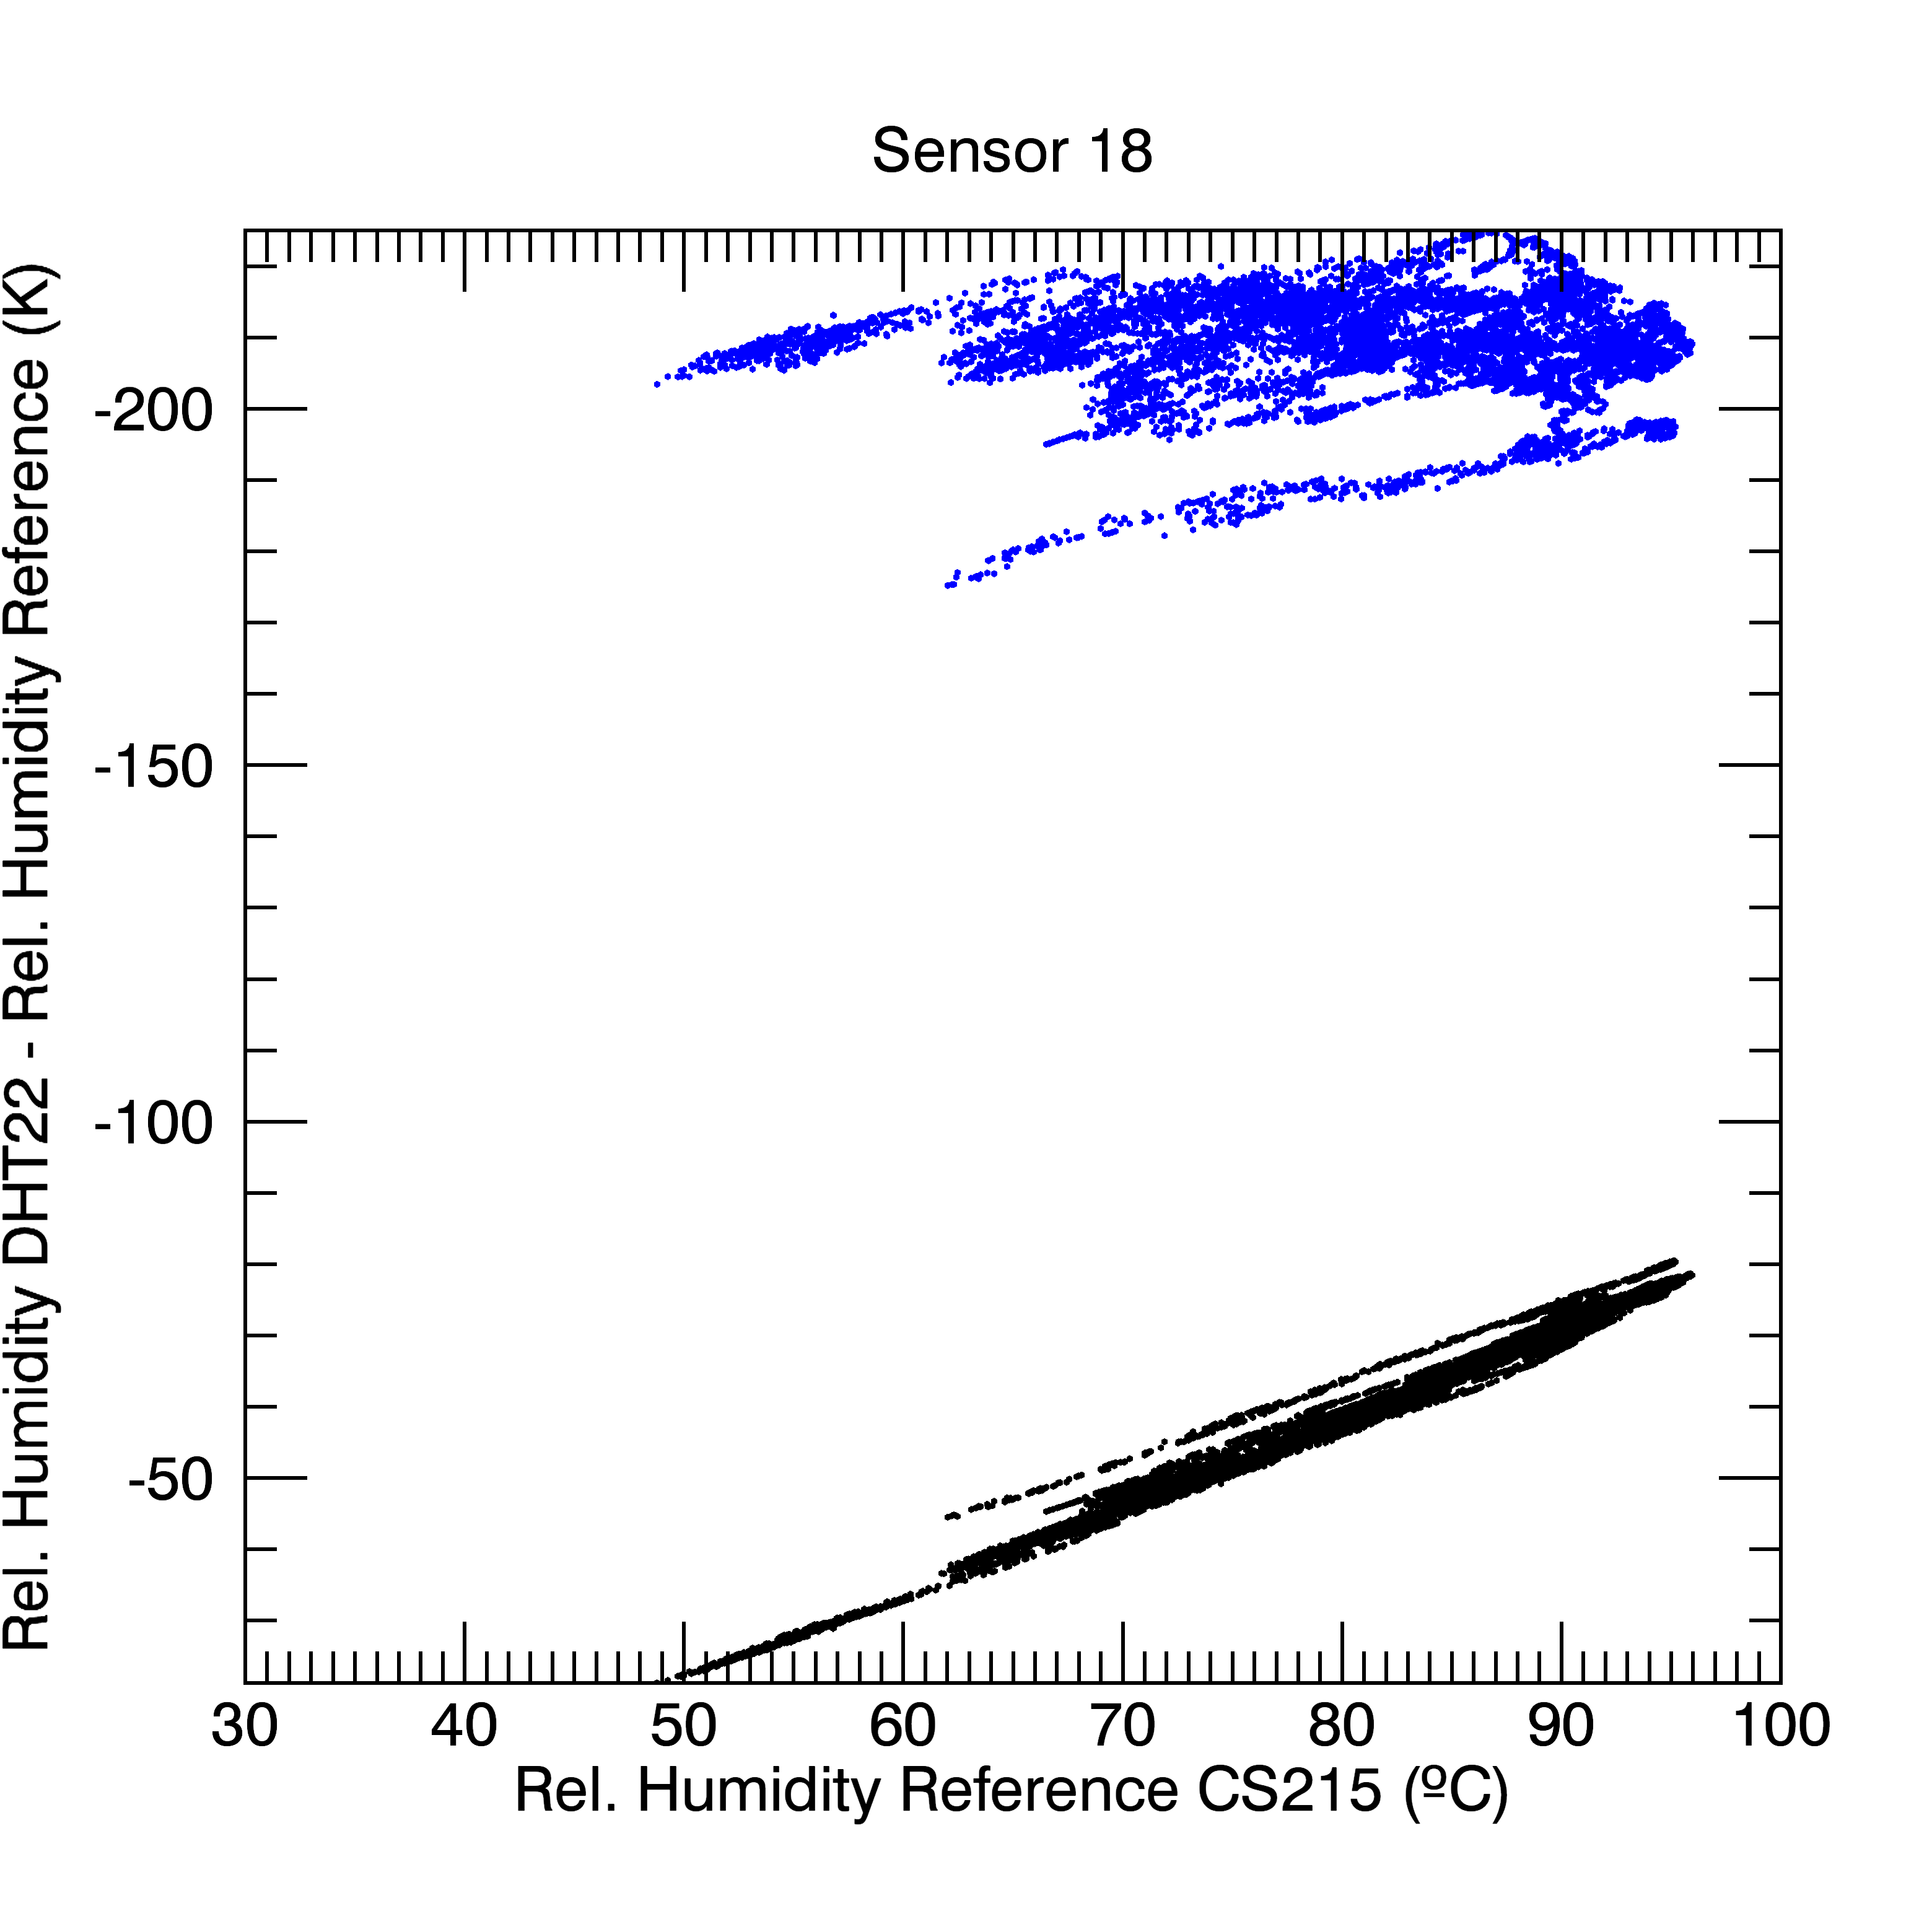 Sensor 18
Rel. Humidity DHT22 - Rel. Humidity Reference (K)
-200
-150
-100
-50
30 40 50 60 70 80 90 100
Rel. Humidity Reference CS215 (ºC)